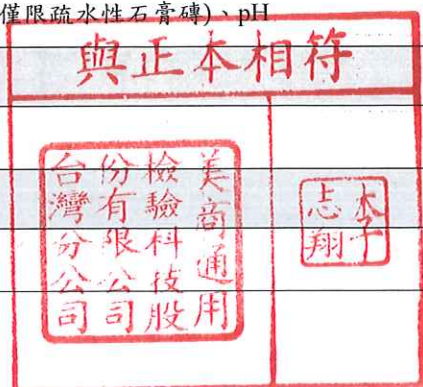 僅限疏水性石膏磚)、pH
與正本相符
美商通用
檢驗科技股
份有限公司
台灣分公司
李志翔